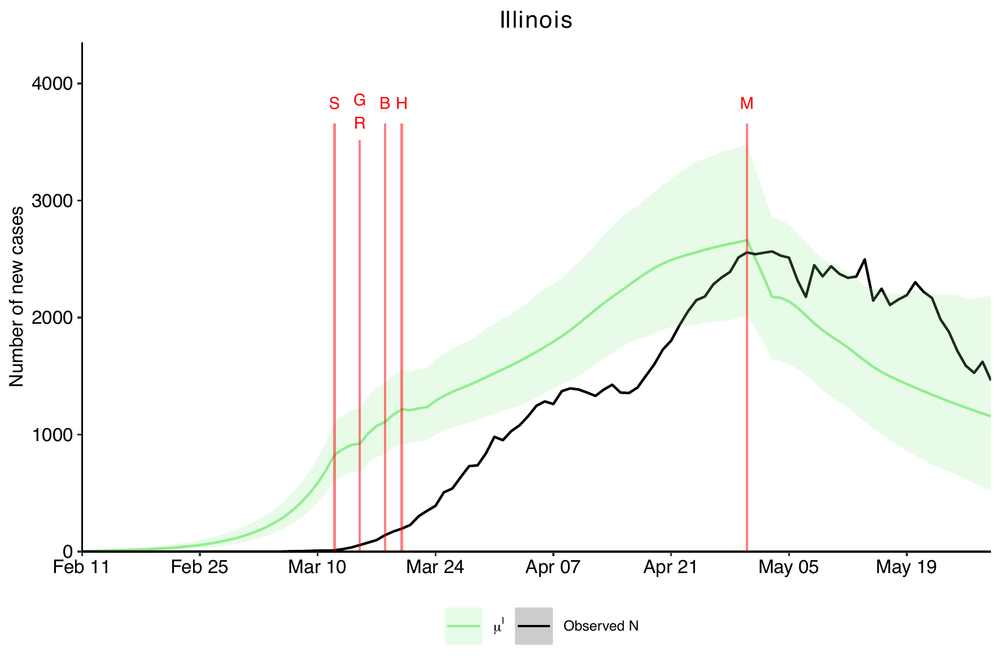 Illinois
Number of new cases
4000
3000
2000
1000
0
S
G
R
B
H
M
Feb 11
Feb 25
Mar 10
Mar 24
Apr 07
Apr 21
May 05
May 19
μᴵ
Observed N